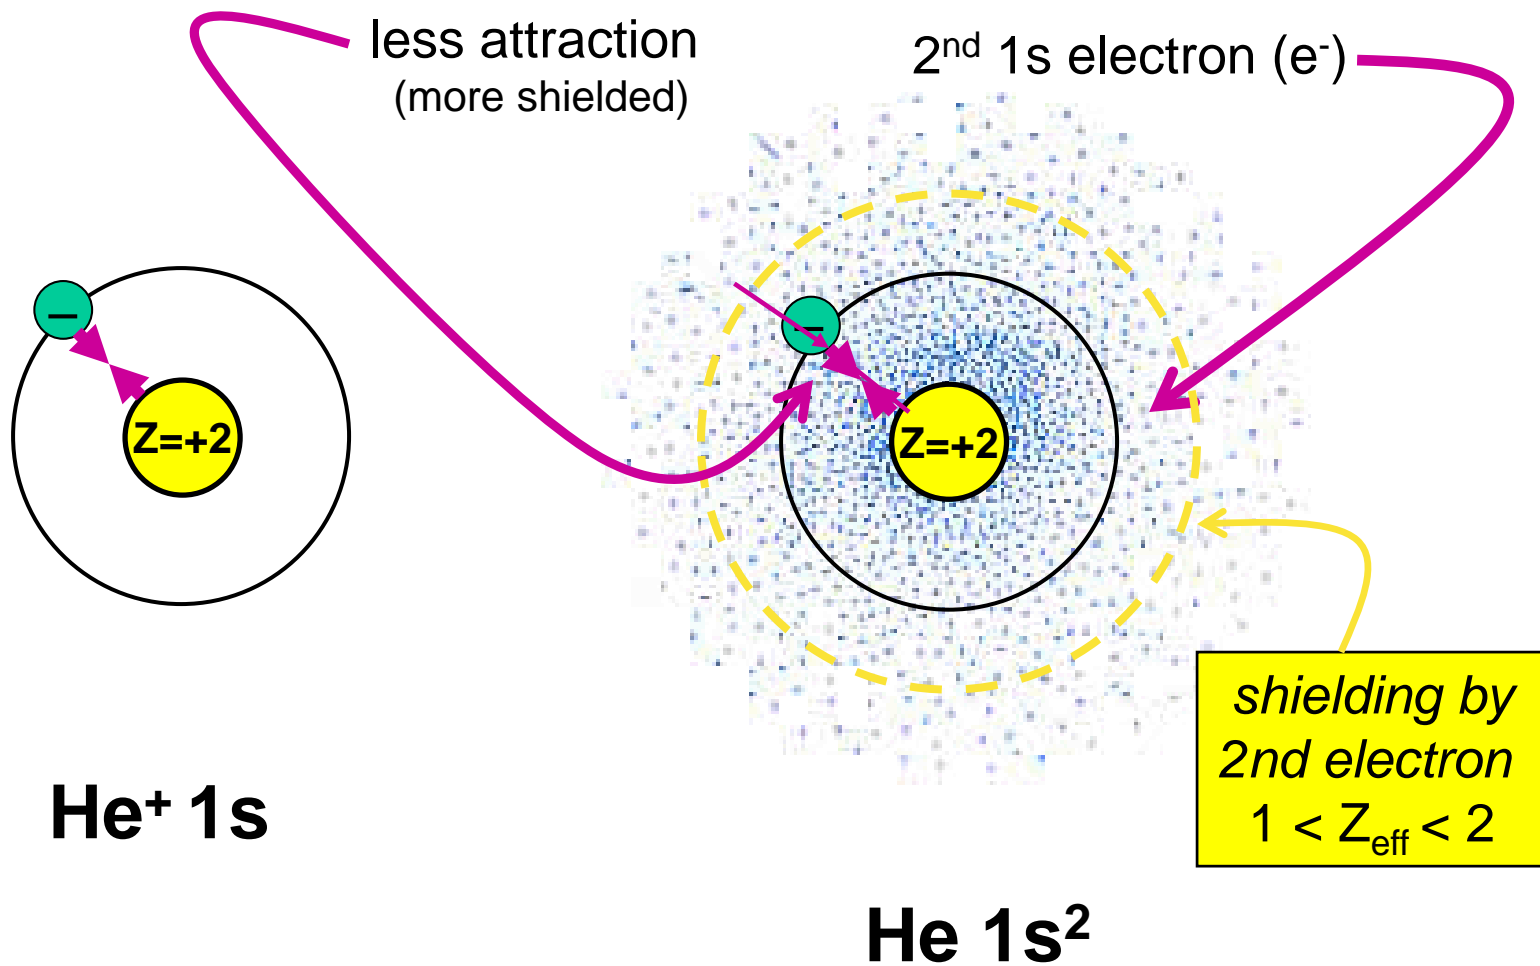 less attraction
(more shielded)
2nd 1s electron (e-)
–
Z=+2
–
Z=+2
shielding by
2nd electron
1 < Zeff < 2
He+ 1s
He 1s2